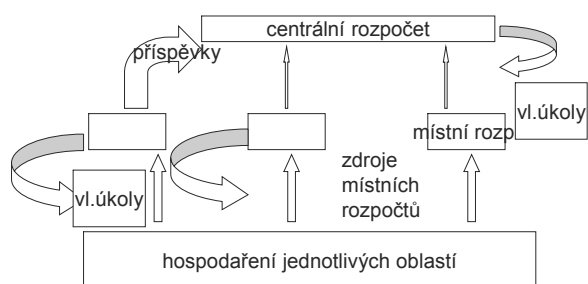 centrální rozpočet
příspěvky
vl.úkoly
místní rozp
zdroje
místních
rozpočtů
vl.úkoly
hospodaření jednotlivých oblastí